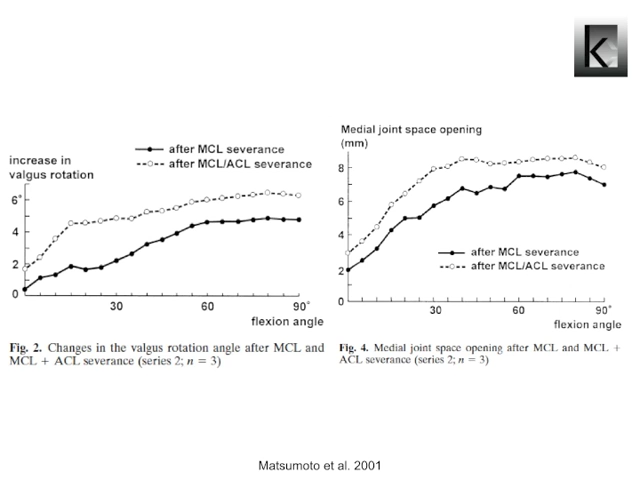 K
increase in
valgus rotation
after MCL severance
after MCL/ACL severance
6°
4
2
0
30
60
90°
flexion angle
Fig. 2. Changes in the valgus rotation angle after MCL and
MCL + ACL severance (series 2; n = 3)
Medial joint space opening
(mm)
8
6
4
2
0
after MCL severance
after MCL/ACL severance
30
60
90°
flexion angle
Fig. 4. Medial joint space opening after MCL and MCL +
ACL severance (series 2; n = 3)
Matsumoto et al. 2001